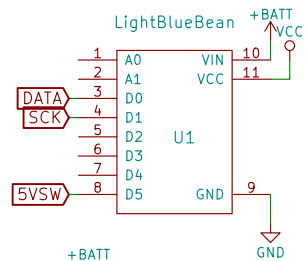 +BATT
LightBlueBean
VCC
1 A0 VIN 10
2 A1 VCC 11
DATA 3 D0
SCK 4 D1
5 D2
U1
6 D3
7 D4
5VSW 8 D5 GND 9
+BATT
GND